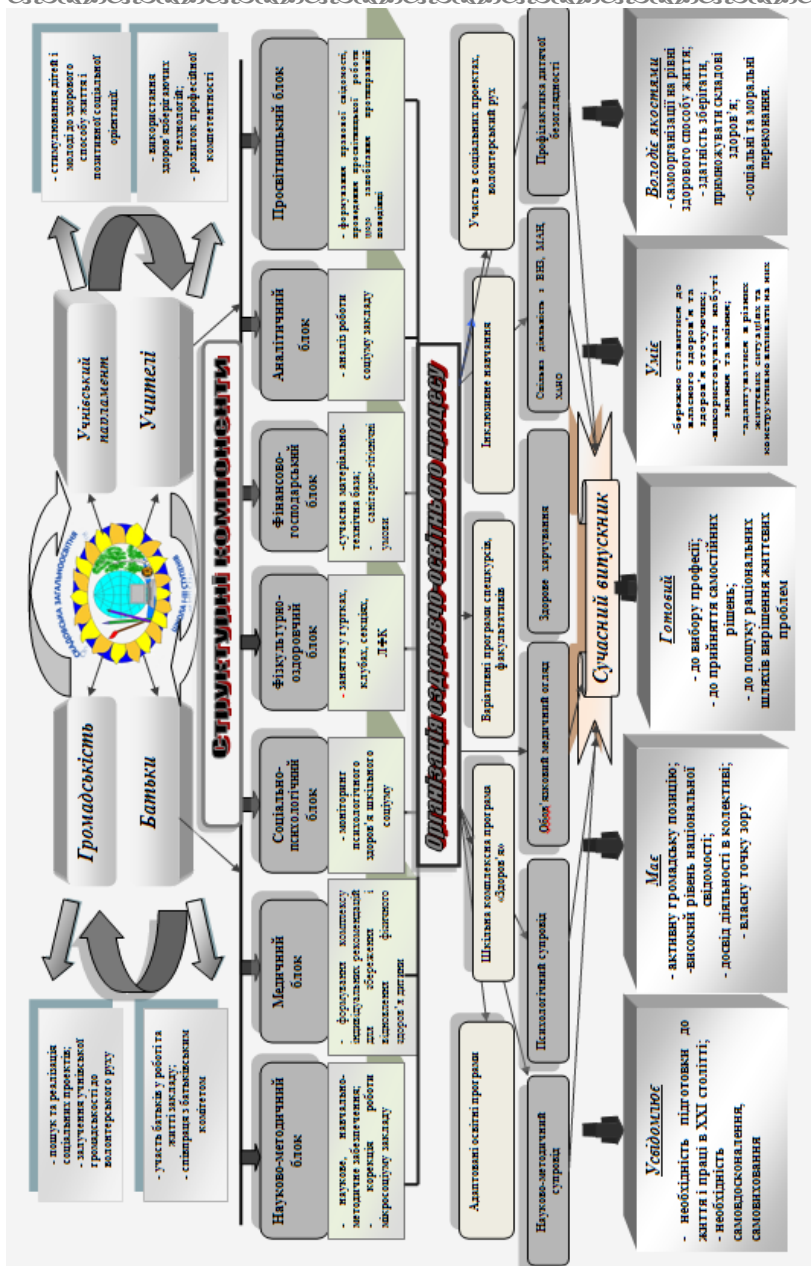 СКАДОВСЬКА ЗАГАЛЬНООСВІТНЯ
ШКОЛА І-ІІІ СТУПЕНІВ
- пошук та реалізація
соціальних проектів;
- залучення учнівської
громадськості до
волонтерського руху
- участь батьків у роботі та
житті закладу;
- співпраця з батьківським
комітетом
Громадськість
Батьки
Учнівський
парламент
Учителі
- стимулювання дітей і
молоді до здорового
способу життя і
позитивної соціальної
орієнтації.
- використання
здоров'язберігаючих
технологій;
- розвиток професійної
компетентності
Структурні компоненти
Науково-методичний
блок
- наукове, навчально-
методичне забезпечення;
- корекція роботи
мікросоціуму закладу
Медичний
блок
- формування комплексу
індивідуальних рекомендацій
для збереження і
відновлення фізичного
здоров'я дитини
Соціально-
психологічний
блок
- моніторинг
психологічного
здоров'я шкільного
соціуму
Фізкультурно-
оздоровчий
блок
- заняття у гуртках,
клубах, секціях,
ЛФК
Фінансово-
господарський
блок
-сучасна матеріально-
технічна база;
- санітарно-гігієнічні
умови
Аналітичний
блок
- аналіз роботи
соціуму закладу
Просвітницький блок
- формування правової свідомості,
проведення просвітницької роботи
щодо запобігання протиправній
поведінці
Організація оздоровчо-освітнього процесу
Адаптовані освітні програми
Шкільна комплексна програма
«Здоров'я»
Варіативні програми спецкурсів,
факультативів
Інклюзивне навчання
Участь в соціальних проектах,
волонтерський рух
Науково-методичний
супровід
Психологічний супровід
Обов'язковий медичний огляд
Здорове харчування
Спільна діяльність з ВНЗ, МАН,
Профілактика дитячої
безоглядності
Сучасний випускник
Усвідомлює
- необхідність підготовки до
життя і праці в ХХІ столітті;
- необхідність
самовдосконалення,
самовиховання
Має
- активну громадську позицію;
-високий рівень національної
свідомості;
- досвід діяльності в колективі;
- власну точку зору
Готовий
- до вибору професії;
- до прийняття самостійних
рішень;
- до пошуку раціональних
шляхів вирішення життєвих
проблем
Уміє
-бережно ставитися до
власного здоров'я та
здоров'я оточуючих;
-використовувати набуті
знання та вміння;
-адаптуватися в різних
життєвих ситуаціях та
конструктивно впливати на них
Володіє якостями
- самоорганізації на рівні
здорового способу життя;
- здатність зберігати,
примножувати складові
здоров'я;
-соціальні та моральні
переконання.